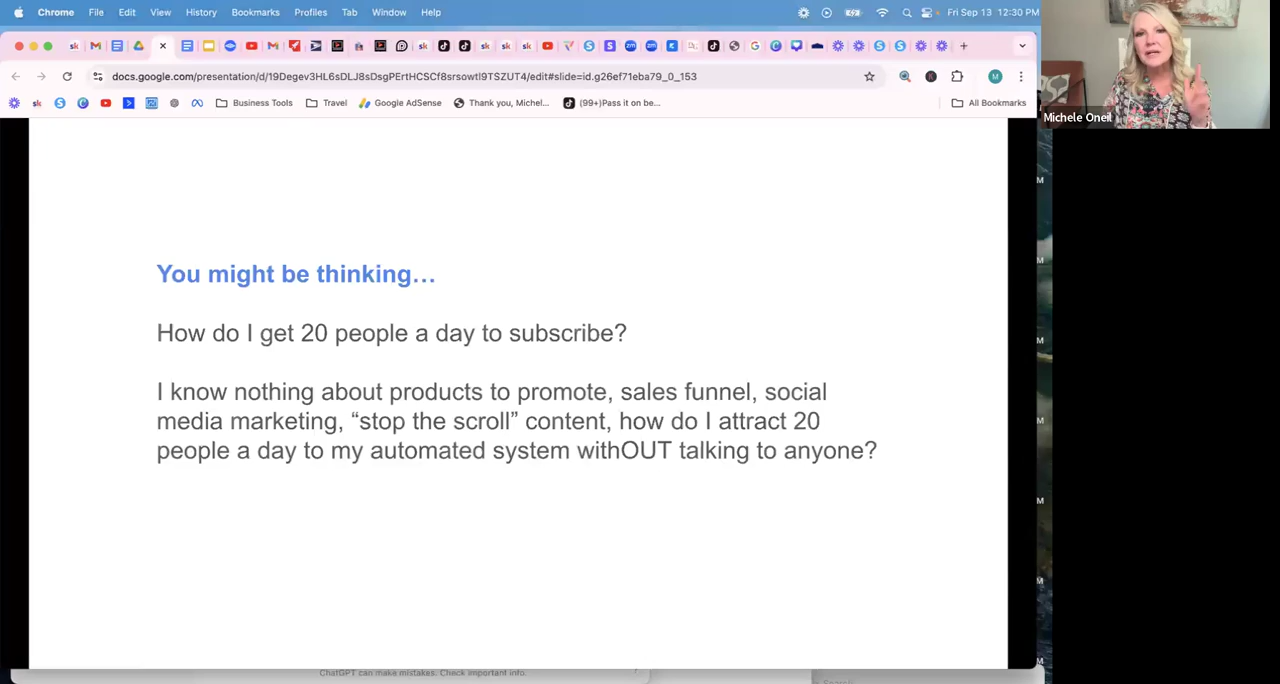 Chrome File Edit View History Bookmarks Profiles Tab Window Help Fri Sep 13 12:30 PM
docs.google.com/presentation/d/19Degev3HL6sDLJ8sDsgPErtHCSCf8srsowtl9TSZUT4/edit#slide=id.g26ef71eba79_0_153
Business Tools Travel Google AdSense Thank you, Michel... (99+)Pass it on be... All Bookmarks
Michele Oneil
You might be thinking…
How do I get 20 people a day to subscribe?
I know nothing about products to promote, sales funnel, social
media marketing, “stop the scroll” content, how do I attract 20
people a day to my automated system withOUT talking to anyone?
M
M
M
M
M
M
ChatGPT can make mistakes. Check important info.
Search